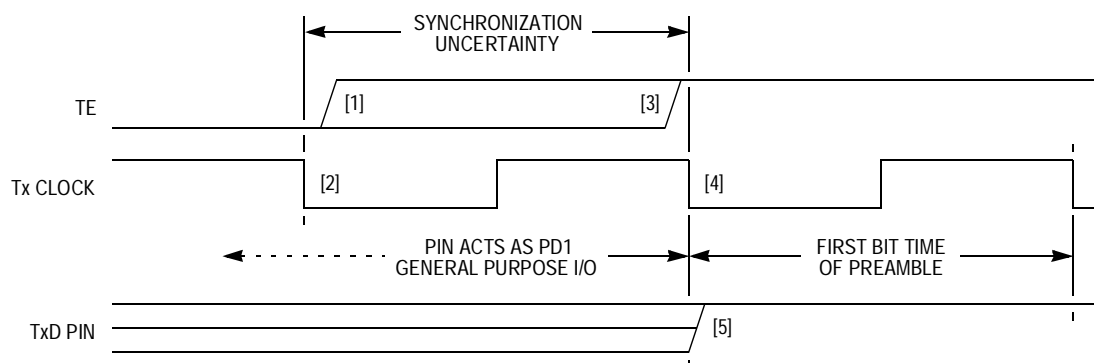 SYNCHRONIZATION
UNCERTAINTY
TE
[1]
[3]
Tx CLOCK
[2]
[4]
PIN ACTS AS PD1
GENERAL PURPOSE I/O
FIRST BIT TIME
OF PREAMBLE
TxD PIN
[5]